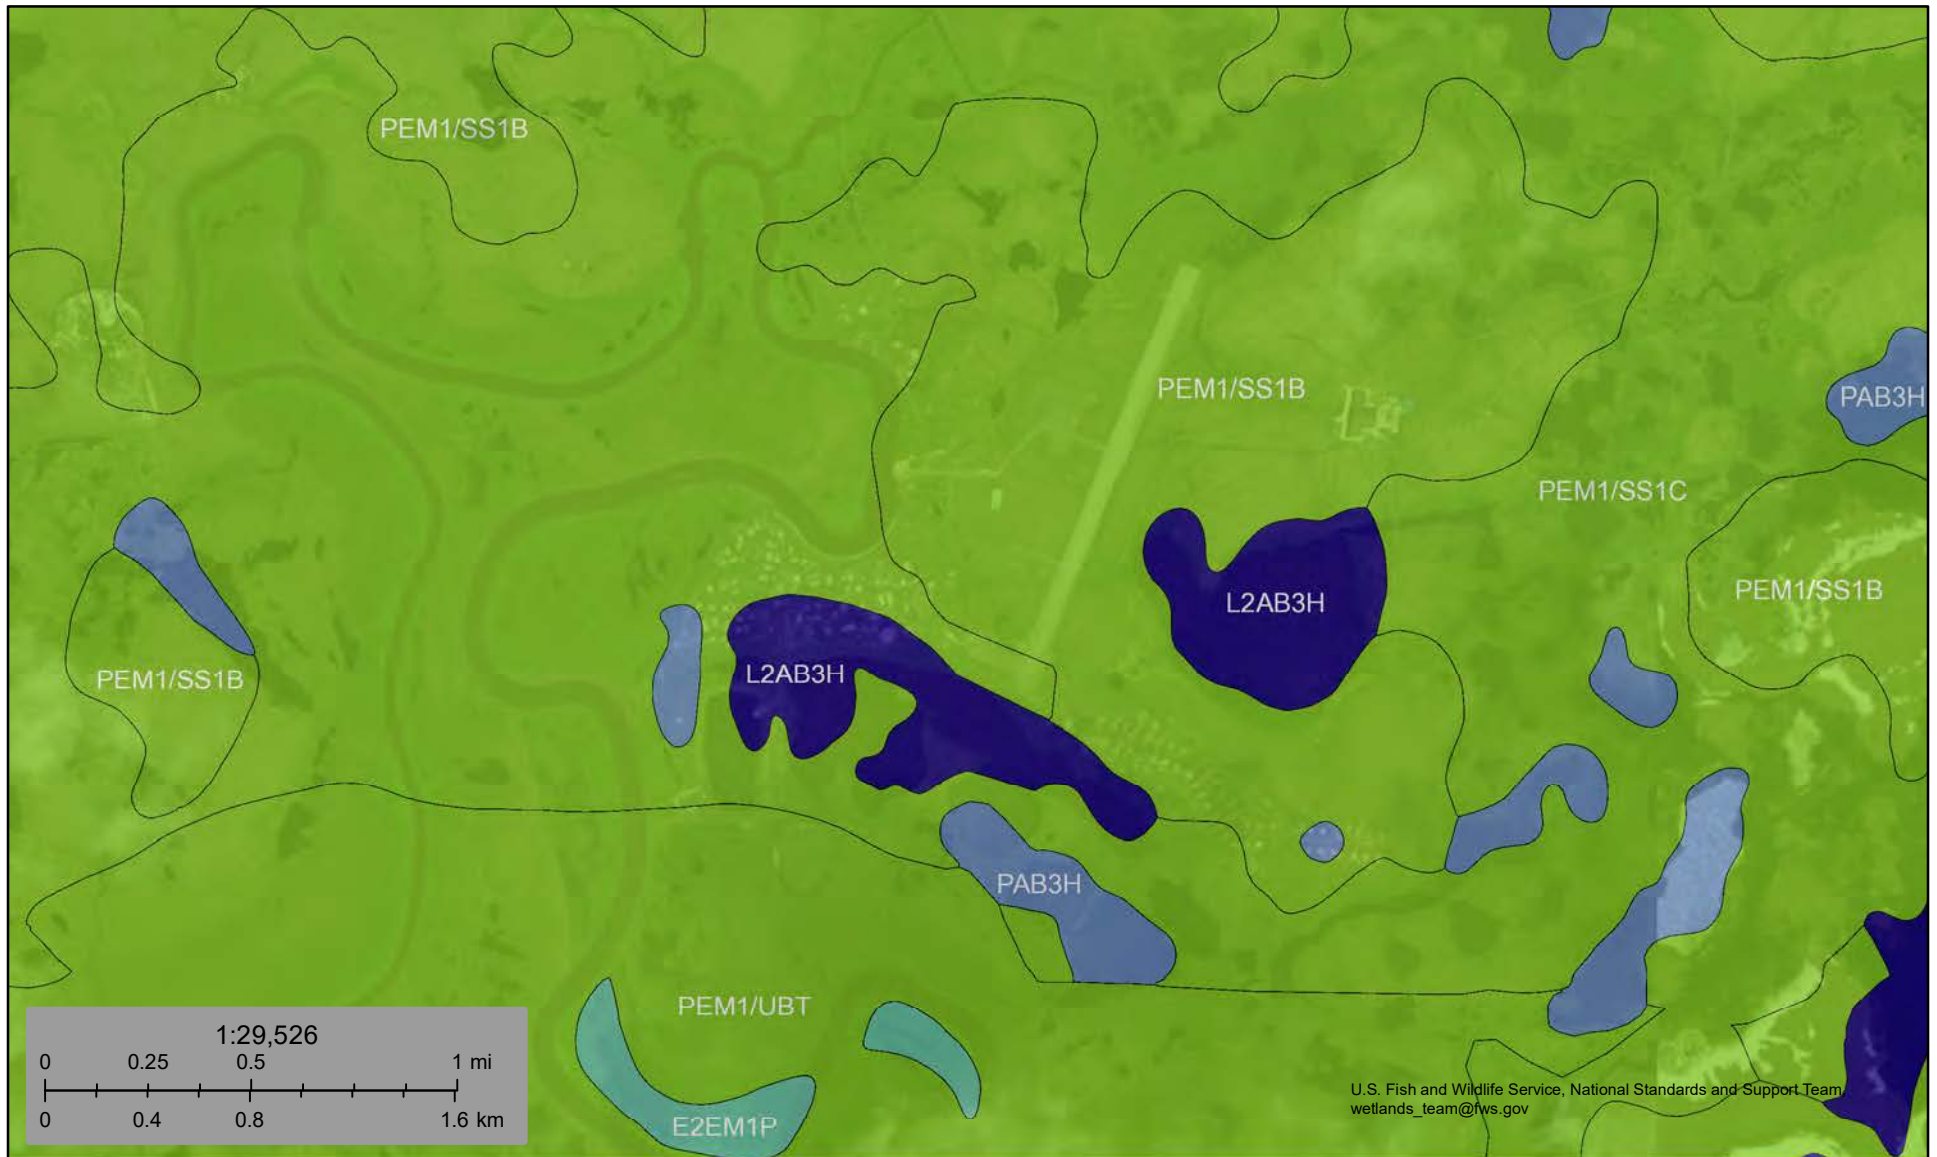 PEM1/SS1B
PEM1/SS1B
PAB3H
PEM1/SS1C
PEM1/SS1B
L2AB3H
PEM1/SS1B
L2AB3H
PAB3H
PEM1/UBT
E2EM1P
1:29,526
0 0.25 0.5 1 mi
0 0.4 0.8 1.6 km
U.S. Fish and Wildlife Service, National Standards and Support Team,
wetlands_team@fws.gov